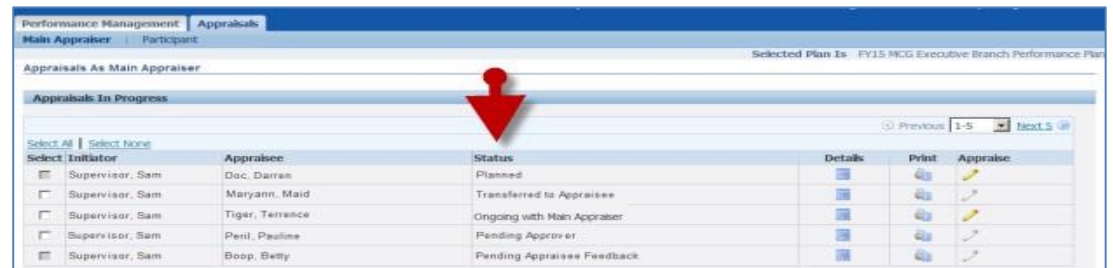 Performance Management Appraisals
Main Appraiser | Participant
Selected Plan Is FY15 MCG Executive Branch Performance Plan
Appraisals As Main Appraiser
Appraisals In Progress
Previous 1-5 Next 5
Select All | Select None
Select Initiator Appraisee Status Details Print Appraise
Supervisor, Sam Doc, Darren Planned
Supervisor, Sam Maryann, Maid Transferred to Appraisee
Supervisor, Sam Tiger, Terrence Ongoing with Main Appraiser
Supervisor, Sam Peril, Pauline Pending Approver
Supervisor, Sam Boop, Betty Pending Appraisee Feedback